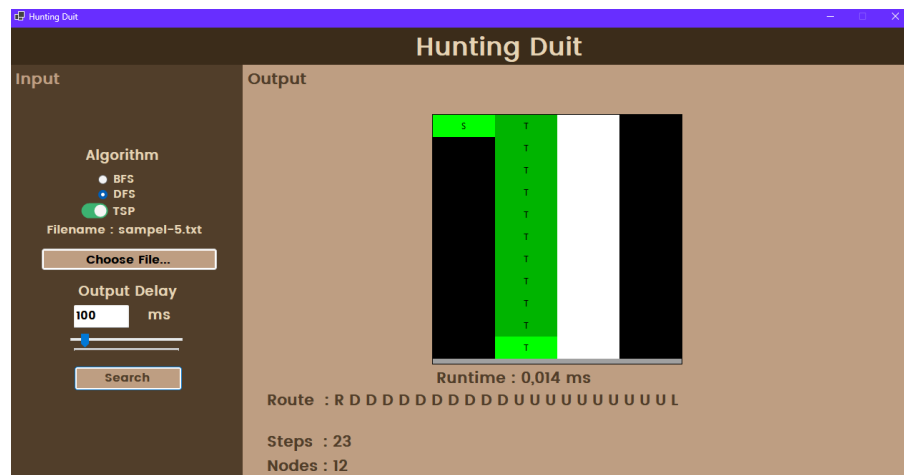 Hunting Duit
Hunting Duit
Input
Output
Algorithm
BFS
DFS
TSP
Filename : sampel-5.txt
Choose File...
Output Delay
100 ms
Search
S T
T
T
T
T
T
T
T
T
T
T
Runtime : 0,014 ms
Route : R D D D D D D D D D D U U U U U U U U U U L
Steps : 23
Nodes : 12